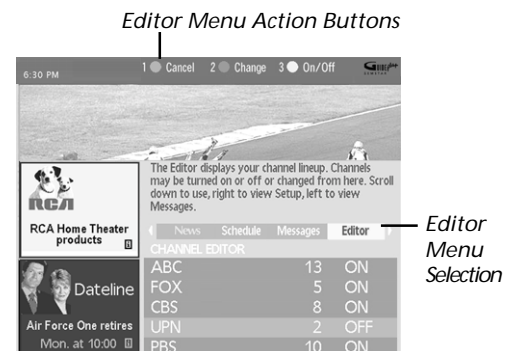 Editor Menu Action Buttons
6:30 PM
1 Cancel 2 Change 3 On/Off
GUIDE Plus+
GEMSTAR
The Editor displays your channel lineup. Channels
may be turned on or off or changed from here. Scroll
down to use, right to view Setup, left to view
Messages.
RCA
RCA Home Theater
products
News Schedule Messages Editor
Editor
Menu
Selection
CHANNEL EDITOR
ABC 13 ON
FOX 5 ON
CBS 8 ON
UPN 2 OFF
PBS 10 ON
Dateline
Air Force One retires
Mon. at 10:00